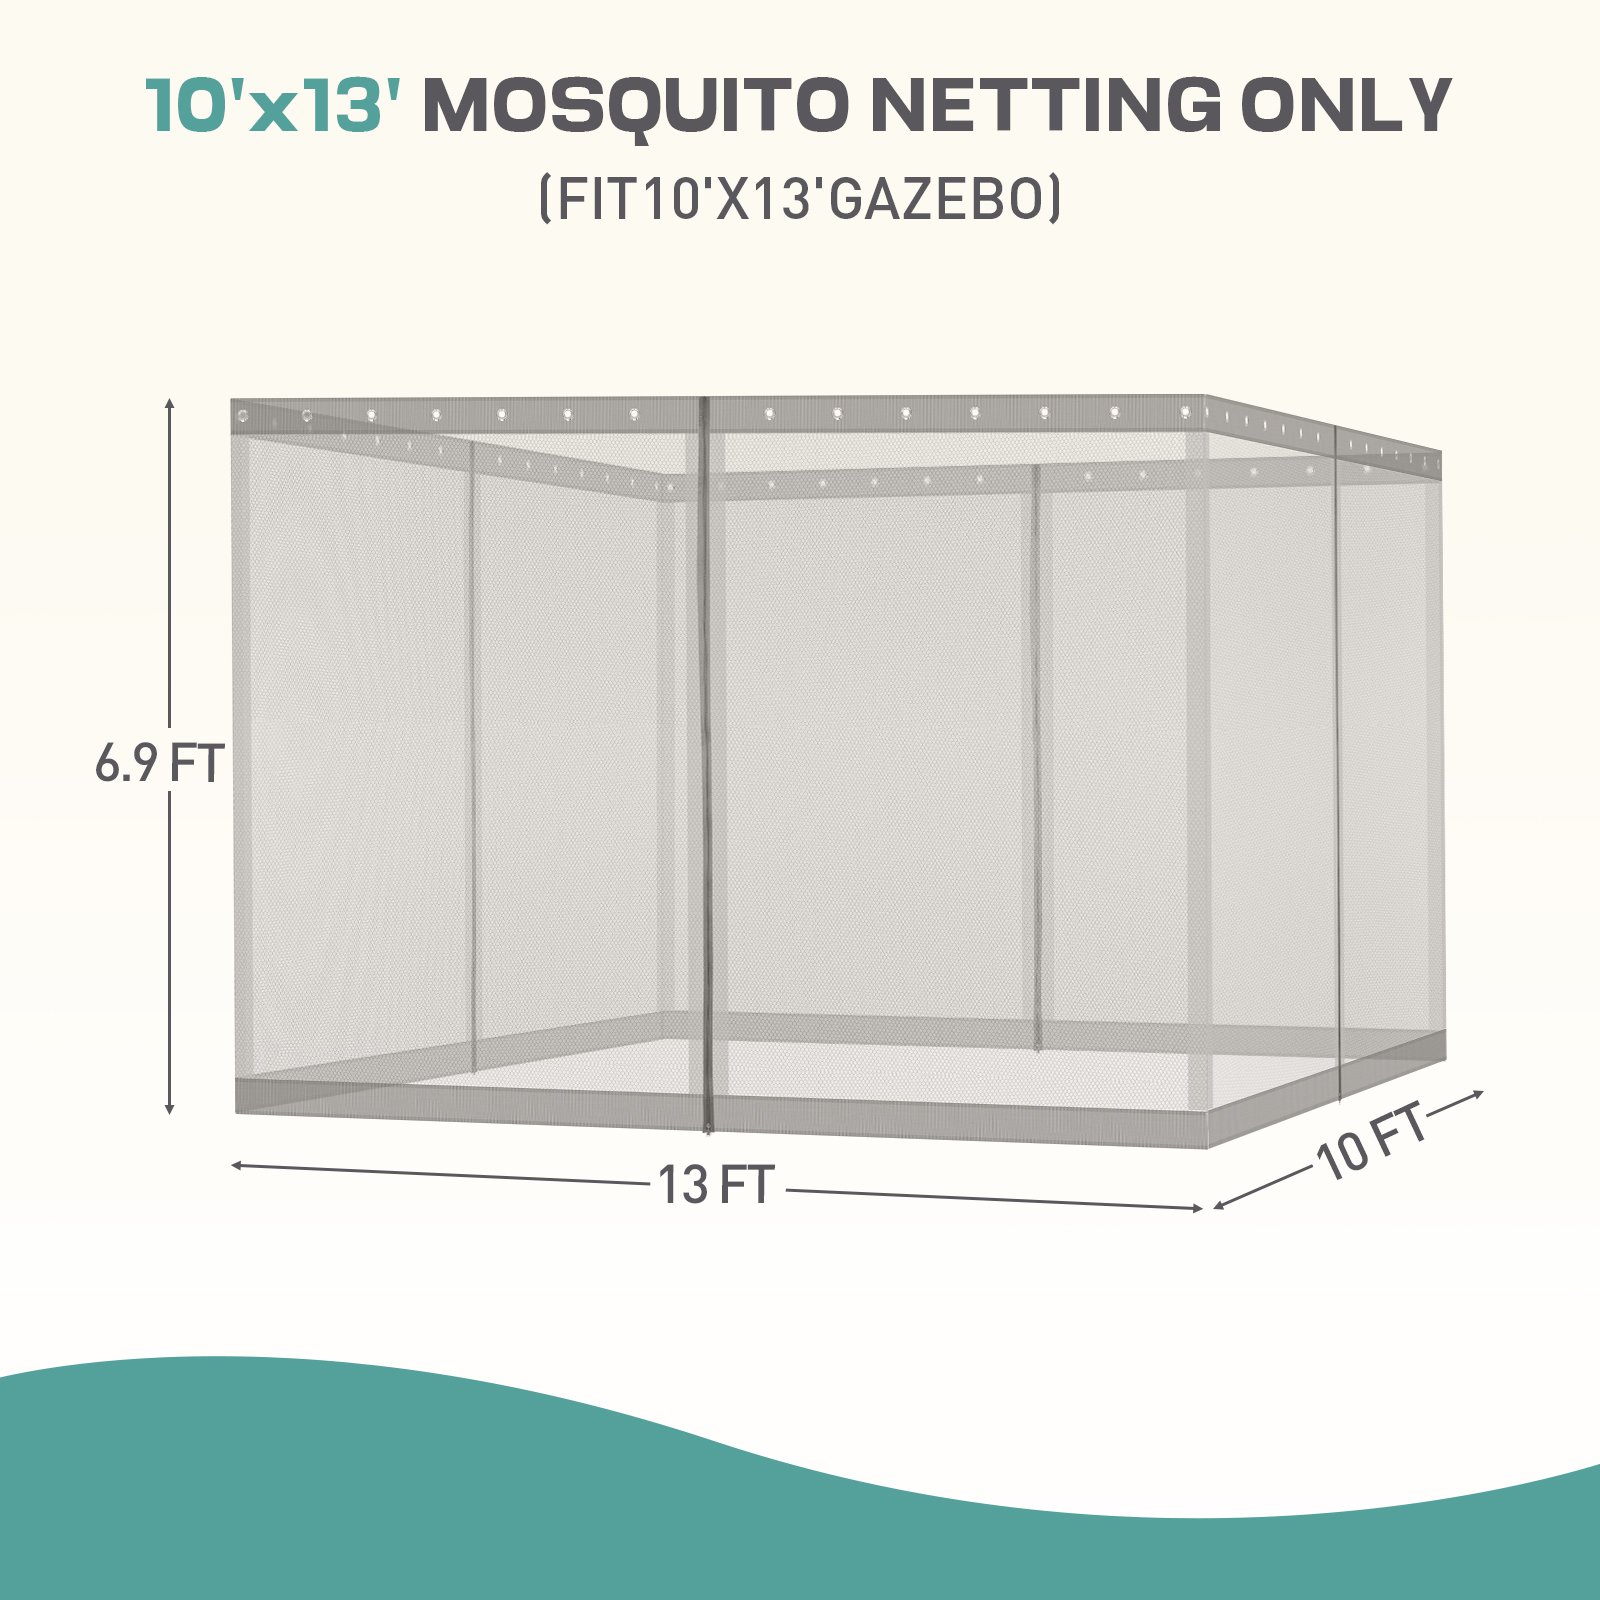 10'x13' MOSQUITO NETTING ONLY
(FIT10'X13'GAZEBO)
6.9 FT
13 FT
10 FT